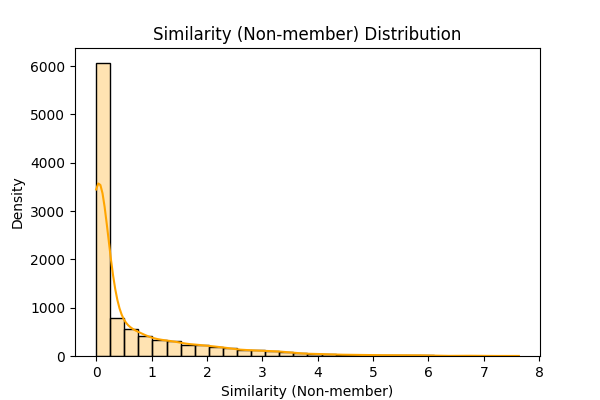 Similarity (Non-member) Distribution
6000
5000
4000
3000
2000
1000
0
Density
0 1 2 3 4 5 6 7 8
Similarity (Non-member)